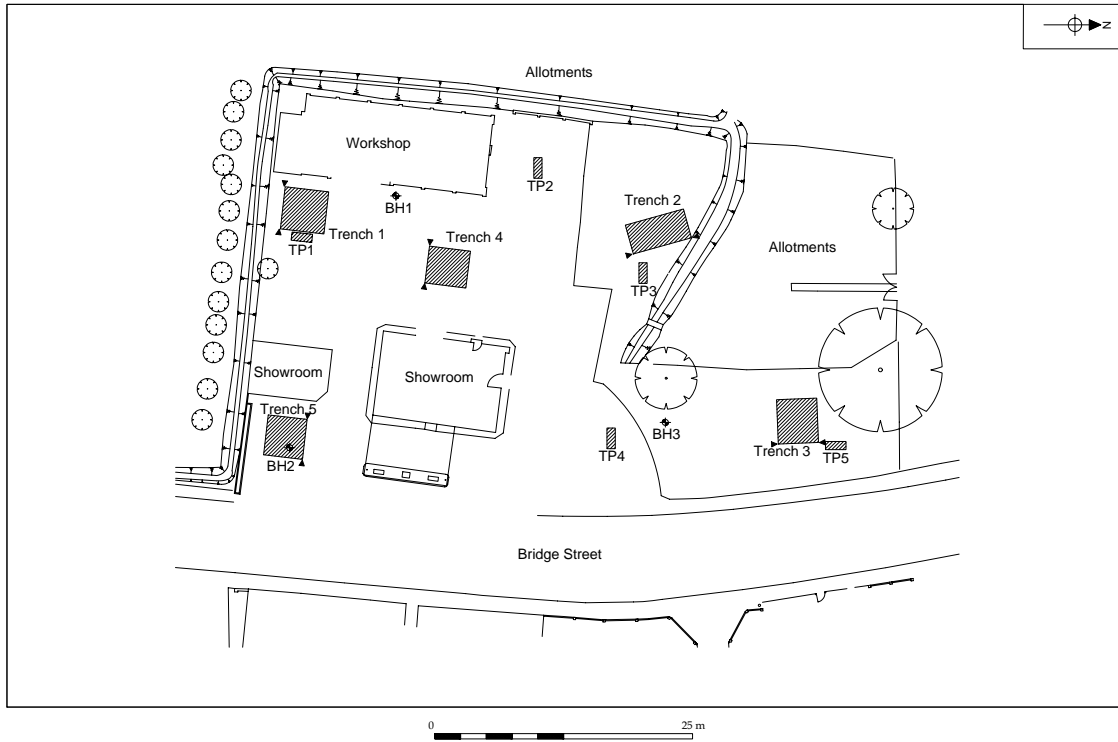 N
Allotments
Workshop
TP2
BH1
Trench 2
Trench 1
TP1
Trench 4
Allotments
TP3
Showroom
Showroom
Trench 5
BH2
BH3
TP4
Trench 3
TP5
Bridge Street
0
25 m